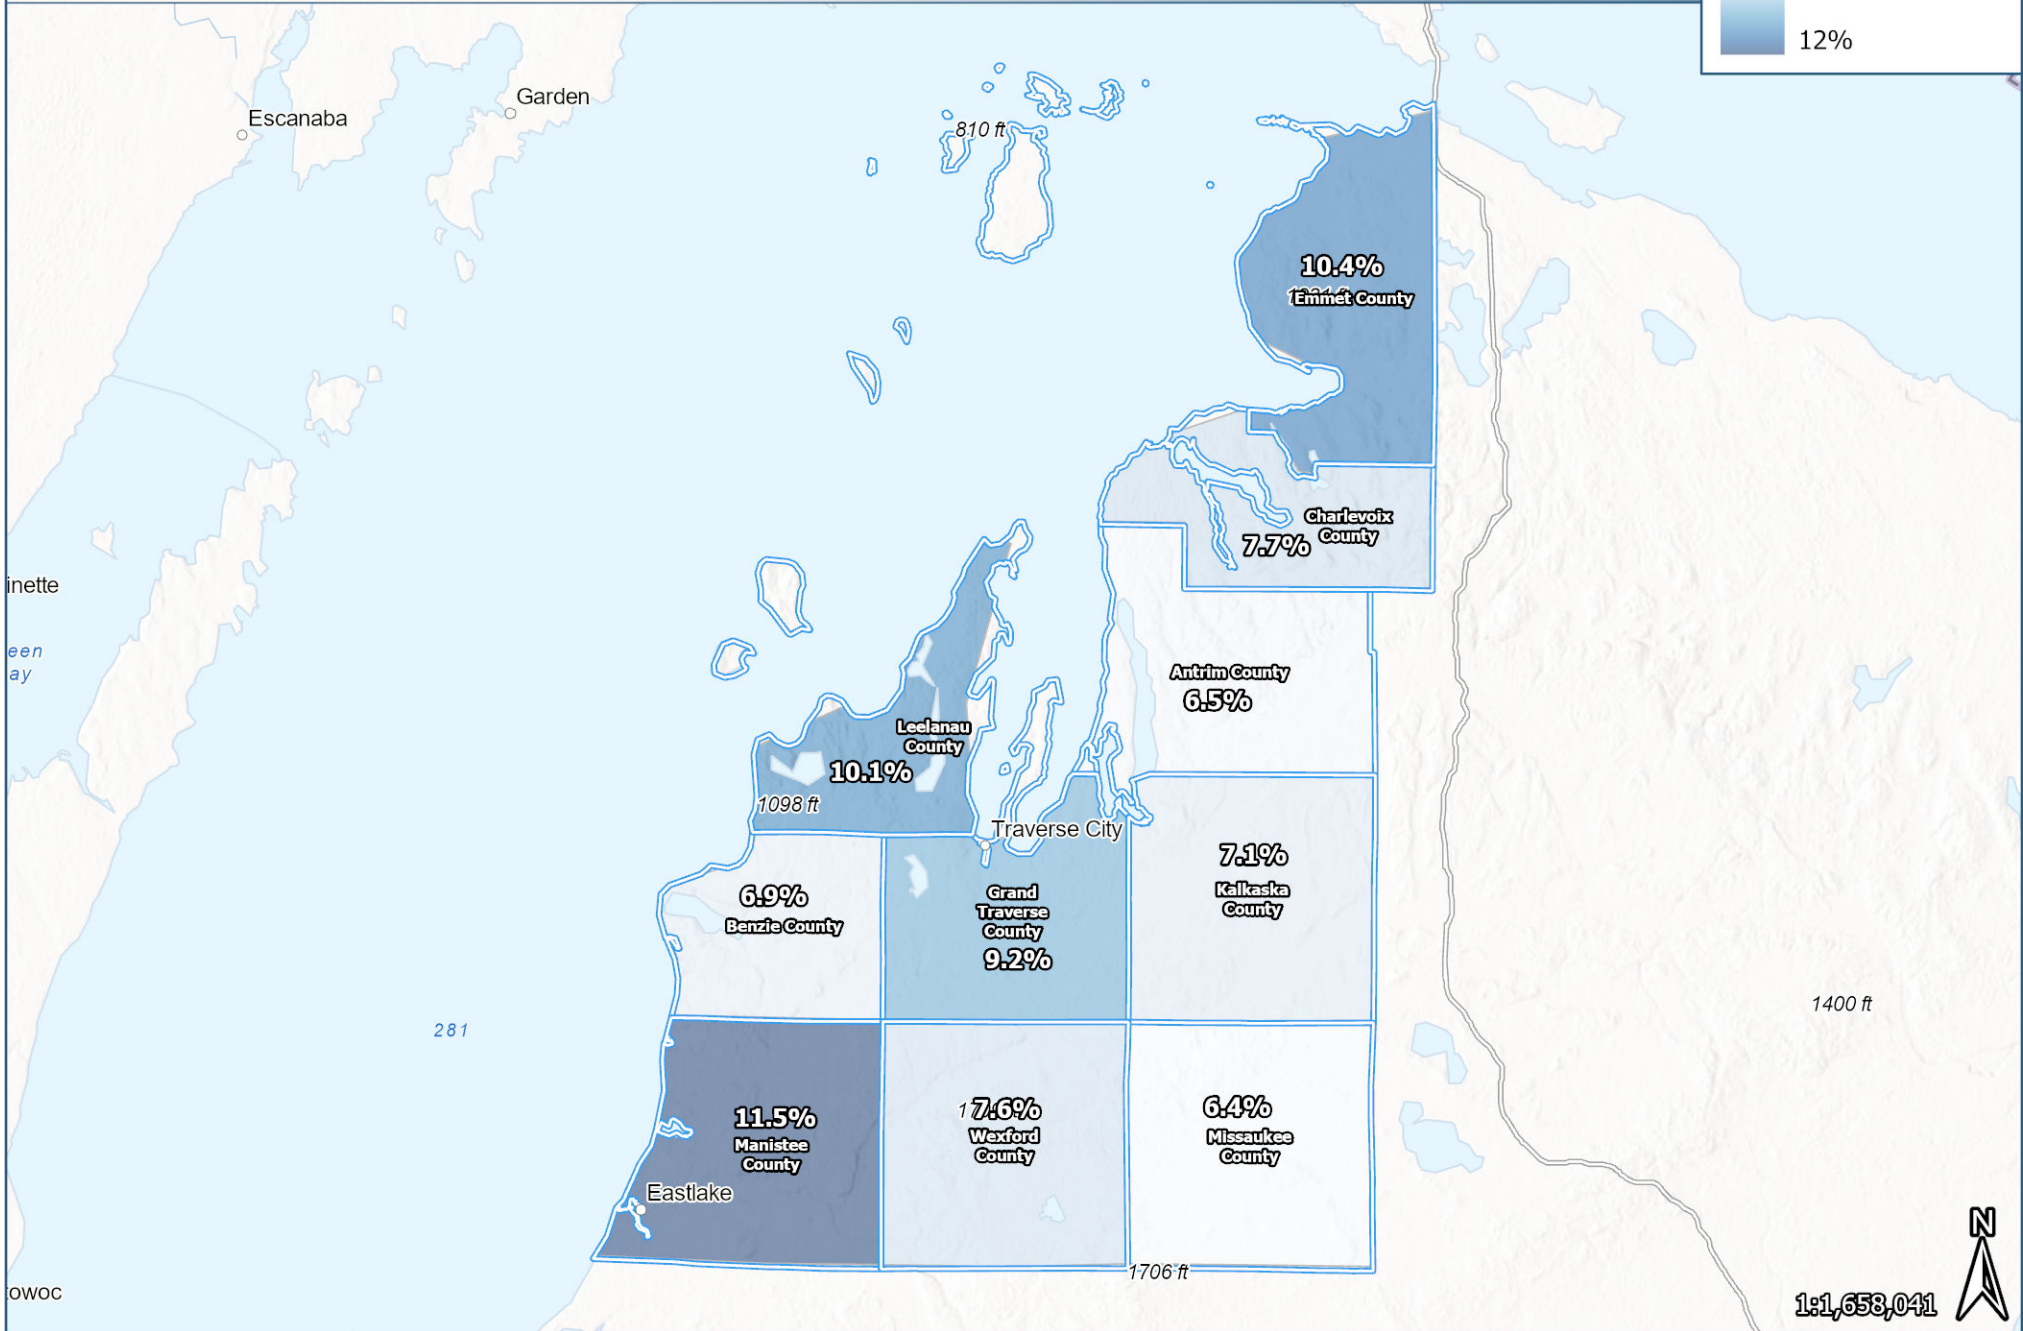 12%
Garden
Escanaba
810 ft
10.4%
Emmet County
Charlevoix
County
7.7%
inette
een
ay
Antrim County
6.5%
Leelanau
County
10.1%
1098 ft
Traverse City
7.1%
Kalkaska
County
6.9%
Benzie County
Grand
Traverse
County
9.2%
1400 ft
281
11.5%
Manistee
County
7.6%
Wexford
County
6.4%
Missaukee
County
Eastlake
N
1706 ft
owoc
1:1,658,041